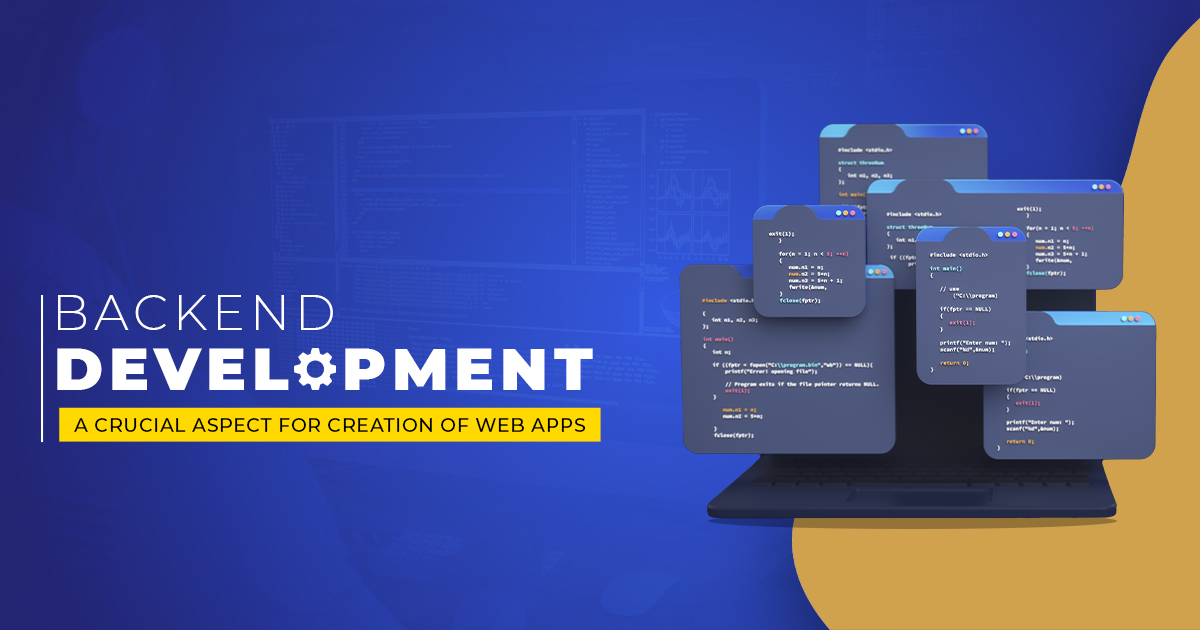 BACKEND
DEVELOPMENT
A CRUCIAL ASPECT FOR CREATION OF WEB APPS
#include <stdio.h>
struct threeNum
{
int n1, n2, n3;
};
int main()
#include <stdio.h>
struct threeNum
{
int n1,
};
if ((fptr
exit(1);
}
for(n = 1; n < 5; ++n)
{
num.n1 = n;
num.n2 = 5*n;
num.n3 = 5*n + 1;
fwrite(&num,
}
fclose(fptr);
exit(1);
}
for(n = 1; n < 5; ++n)
{
num.n1 = n;
num.n2 = 5*n;
num.n3 = 5*n + 1;
fwrite(&num,
}
fclose(fptr);
#include <stdio.h>
int main()
{
// use
("C:\\program)
if(fptr == NULL)
{
exit(1);
}
printf("Enter num: ");
scanf("%d",&num);
return 0;
}
#include <stdio.h
{
int n1, n2, n3;
};
int main()
{
int n;
if ((fptr = fopen("C:\\program.bin","wb")) == NULL){
printf("Error! opening file");
// Program exits if the file pointer returns NULL.
exit(1);
}
num.n1 = n;
num.n2 = 5*n;
}
fclose(fptr);
<stdio.h>
C:\\program)
if(fptr == NULL)
{
exit(1);
}
printf("Enter num: ");
scanf("%d",&num);
return 0;
}